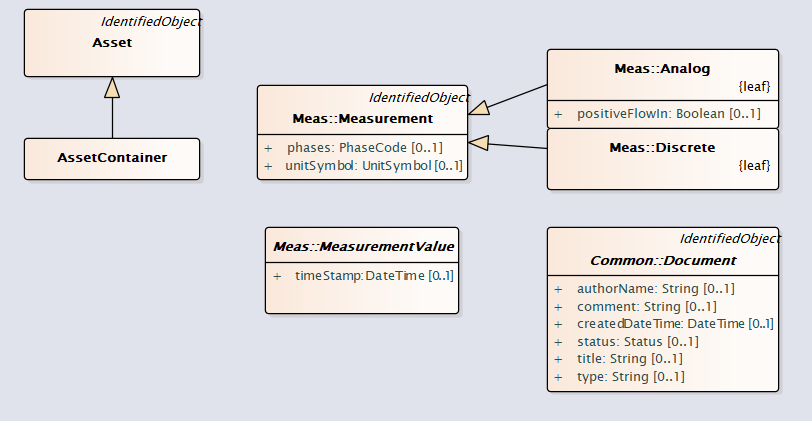 IdentifiedObject
Asset
AssetContainer
IdentifiedObject
Meas::Measurement
+ phases: PhaseCode [0..1]
+ unitSymbol: UnitSymbol [0..1]
Meas::Analog
{leaf}
+ positiveFlowIn: Boolean [0..1]
Meas::Discrete
{leaf}
Meas::MeasurementValue
+ timeStamp:DateTime [0..1]
IdentifiedObject
Common::Document
+ authorName: String [0..1]
+ comment: String [0..1]
+ createdDateTime: DateTime [0..1]
+ status: Status [0..1]
+ title: String [0..1]
+ type: String [0..1]